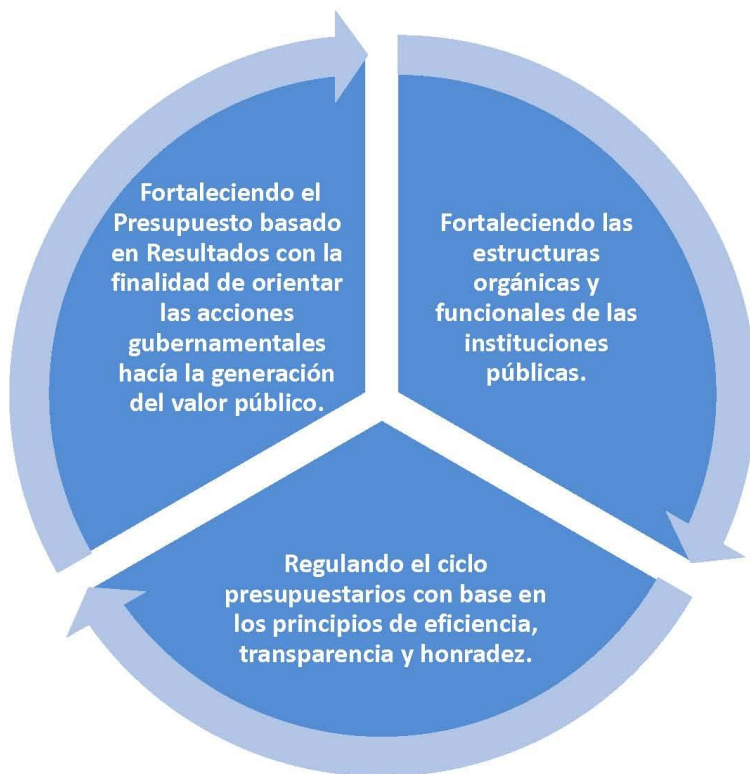 Fortaleciendo el
Presupuesto basado
en Resultados con la
finalidad de orientar
las acciones
gubernamentales
hacía la generación
del valor público.
Fortaleciendo las
estructuras
orgánicas y
funcionales de las
instituciones
públicas.
Regulando el ciclo
presupuestarios con base en
los principios de eficiencia,
transparencia y honradez.